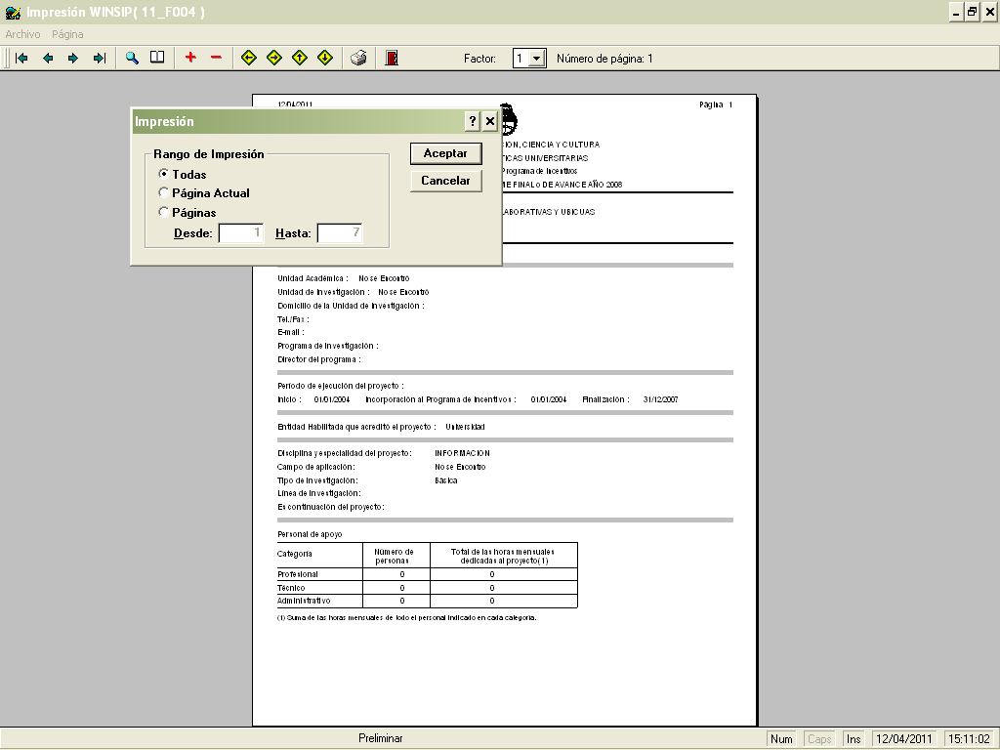 Impresión WINSIP( 11_F004 )
Archivo Página
Factor: 1 Número de página: 1
12/04/2011 Página 1
Impresión
Rango de Impresión
Todas
Página Actual
Páginas
Desde: 1 Hasta: 7
Aceptar
Cancelar
ION, CIENCIA Y CULTURA
TICAS UNIVERSITARIAS
Programa de Incentivos
ME FINAL o DE AVANCE AÑO 2008
ABORATIVAS Y UBICUAS
Unidad Académica : No se Encontró
Unidad de Investigación : No se Encontró
Domicilio de la Unidad de Investigación :
Tel./Fax :
E-mail :
Programa de Investigación :
Director del programa :
Período de ejecución del proyecto :
Inicio : 01/01/2004 Incorporación al Programa de Incentivos : 01/01/2004 Finalización : 31/12/2007
Entidad Habilitada que acreditó el proyecto : Universidad
Disciplina y especialidad del proyecto: INFORMACION
Campo de aplicación: No se Encontro
Tipo de Investigación: Básica
Línea de Investigación:
Es continuación del proyecto:
Personal de apoyo
Categoría Número de personas Total de las horas mensuales dedicadas al proyecto(1)
Profesional 0 0
Técnico 0 0
Administrativo 0 0
(1) Suma de las horas mensuales de todo el personal indicado en cada categoría.
Preliminar Num Caps Ins 12/04/2011 15:11:02